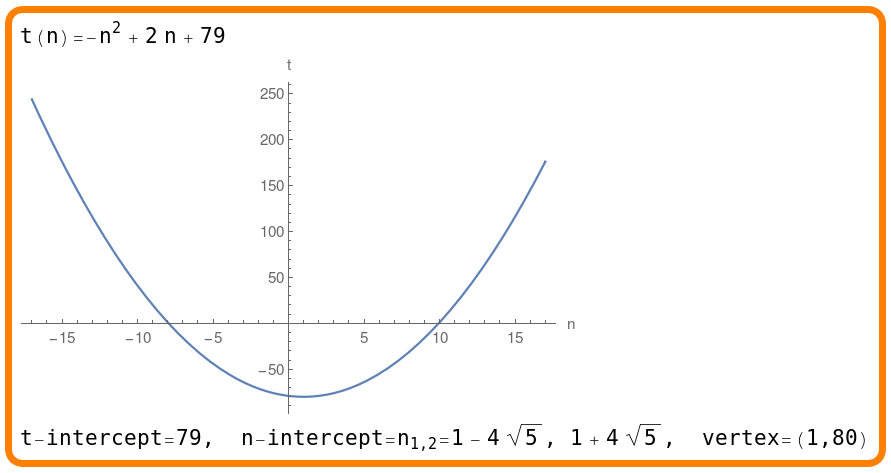 t(n)=-n² + 2 n + 79
t
250
200
150
100
50
−15 −10 −5 5 10 15 n
−50
t-intercept=79, n-intercept=n₁,₂=1 - 4 √5, 1 + 4 √5, vertex=(1,80)